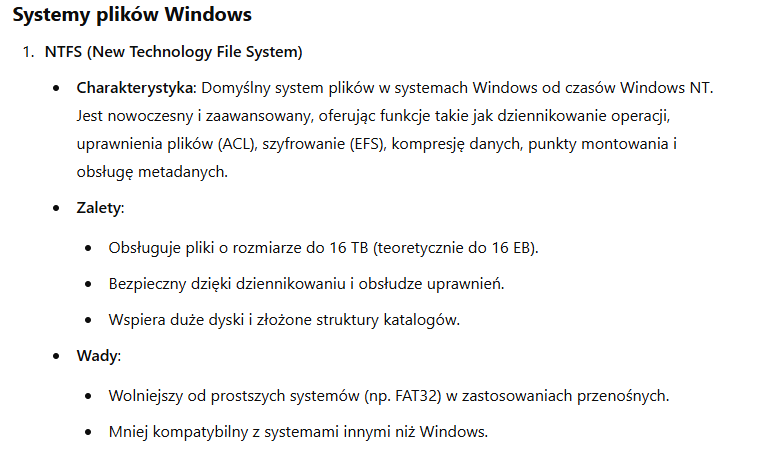 Systemy plików Windows
1. NTFS (New Technology File System)
• Charakterystyka: Domyślny system plików w systemach Windows od czasów Windows NT.
Jest nowoczesny i zaawansowany, oferując funkcje takie jak dziennikowanie operacji,
uprawnienia plików (ACL), szyfrowanie (EFS), kompresję danych, punkty montowania i
obsługę metadanych.
• Zalety:
• Obsługuje pliki o rozmiarze do 16 TB (teoretycznie do 16 EB).
• Bezpieczny dzięki dziennikowaniu i obsłudze uprawnień.
• Wspiera duże dyski i złożone struktury katalogów.
• Wady:
• Wolniejszy od prostszych systemów (np. FAT32) w zastosowaniach przenośnych.
• Mniej kompatybilny z systemami innymi niż Windows.